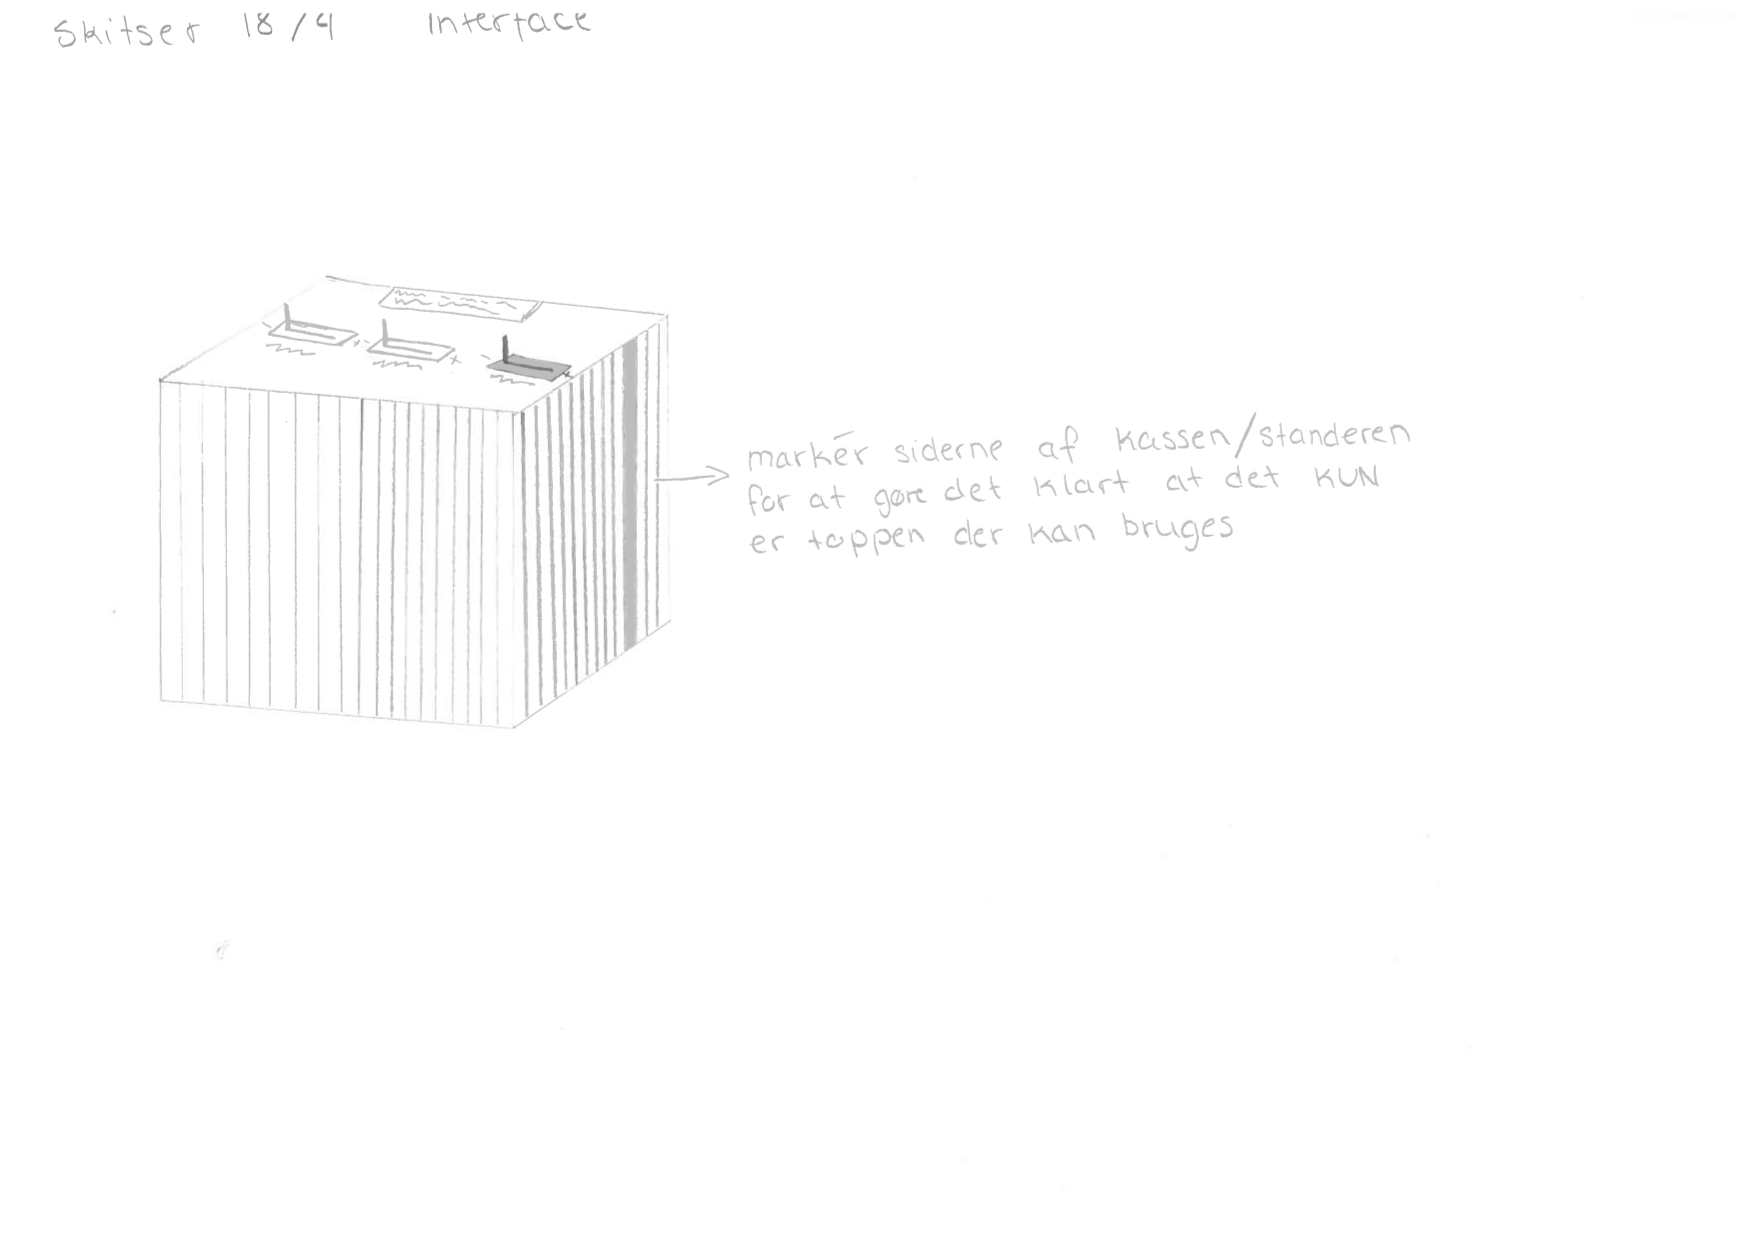 Skitser 18/4 Interface
markér siderne af kassen/standeren
for at gøre det klart at det KUN
er toppen der kan bruges